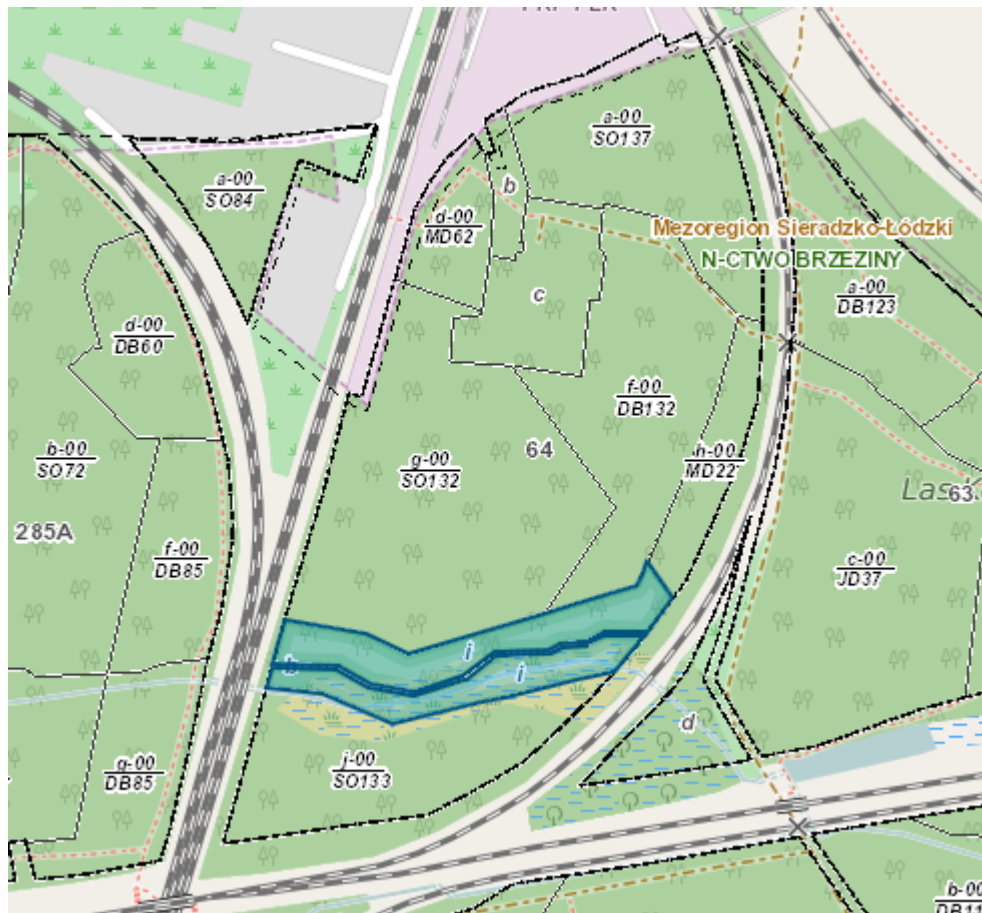 a-00
SO137
a-00
SO84
b
d-00
MD62
Mezoregion Sieradzko-Łódzki
N-CTWO BRZEZINY
a-00
DB123
c
d-00
DB60
f-00
DB132
b-00
SO72
g-00
SO132
64
h-00
MD22
63
285A
f-00
DB85
c-00
JD37
b
i
i
d
j-00
SO133
g-00
DB85
b-00